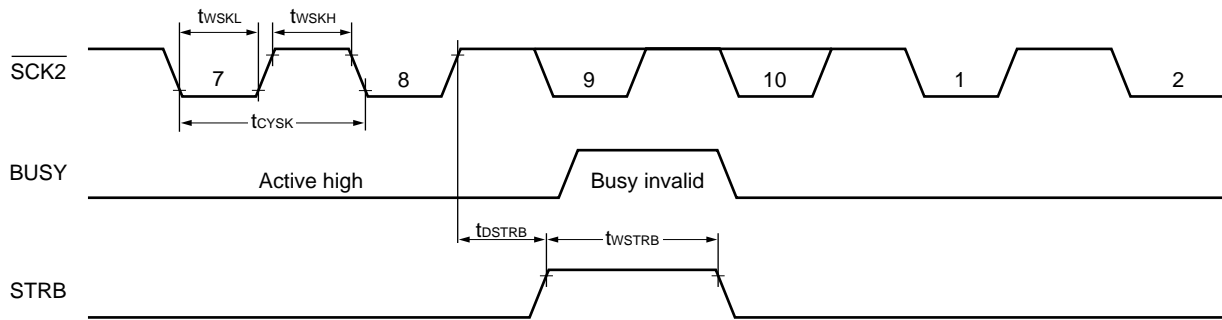 tWSKL tWSKH
SCK2 7 8 9 10 1 2
tCYSK
BUSY Active high Busy invalid
tDSTRB tWSTRB
STRB